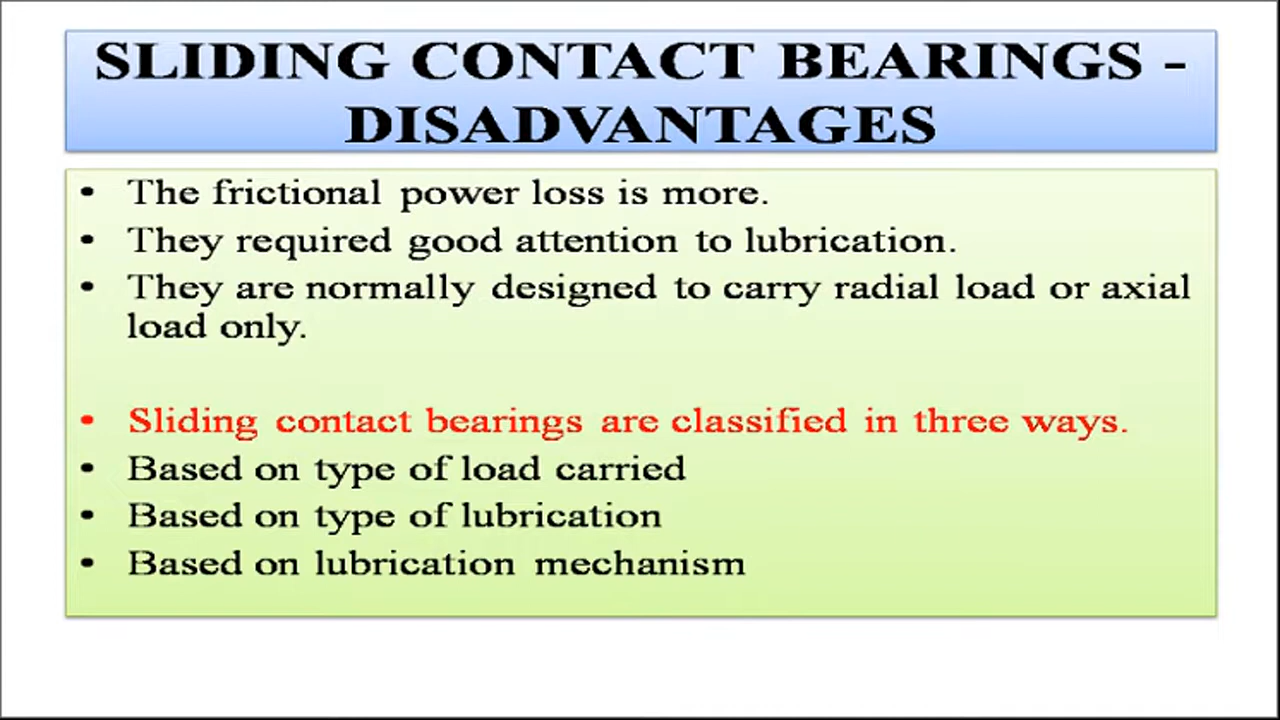 SLIDING CONTACT BEARINGS -
DISADVANTAGES
• The frictional power loss is more.
• They required good attention to lubrication.
• They are normally designed to carry radial load or axial
load only.
• Sliding contact bearings are classified in three ways.
• Based on type of load carried
• Based on type of lubrication
• Based on lubrication mechanism